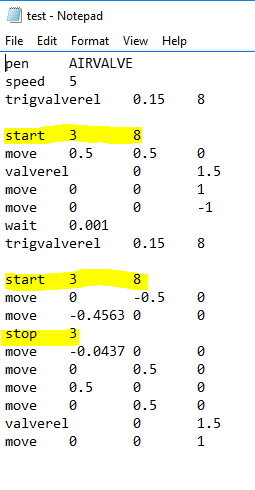 test - Notepad
File Edit Format View Help
pen AIRVALVE
speed 5
trigvalverel 0.15 8
start 3 8
move 0.5 0.5 0
valverel 0 1.5
move 0 0 1
move 0 0 -1
wait 0.001
trigvalverel 0.15 8
start 3 8
move 0 -0.5 0
move -0.4563 0 0
stop 3
move -0.0437 0 0
move 0 0.5 0
move 0.5 0 0
move 0 0.5 0
valverel 0 1.5
move 0 0 1